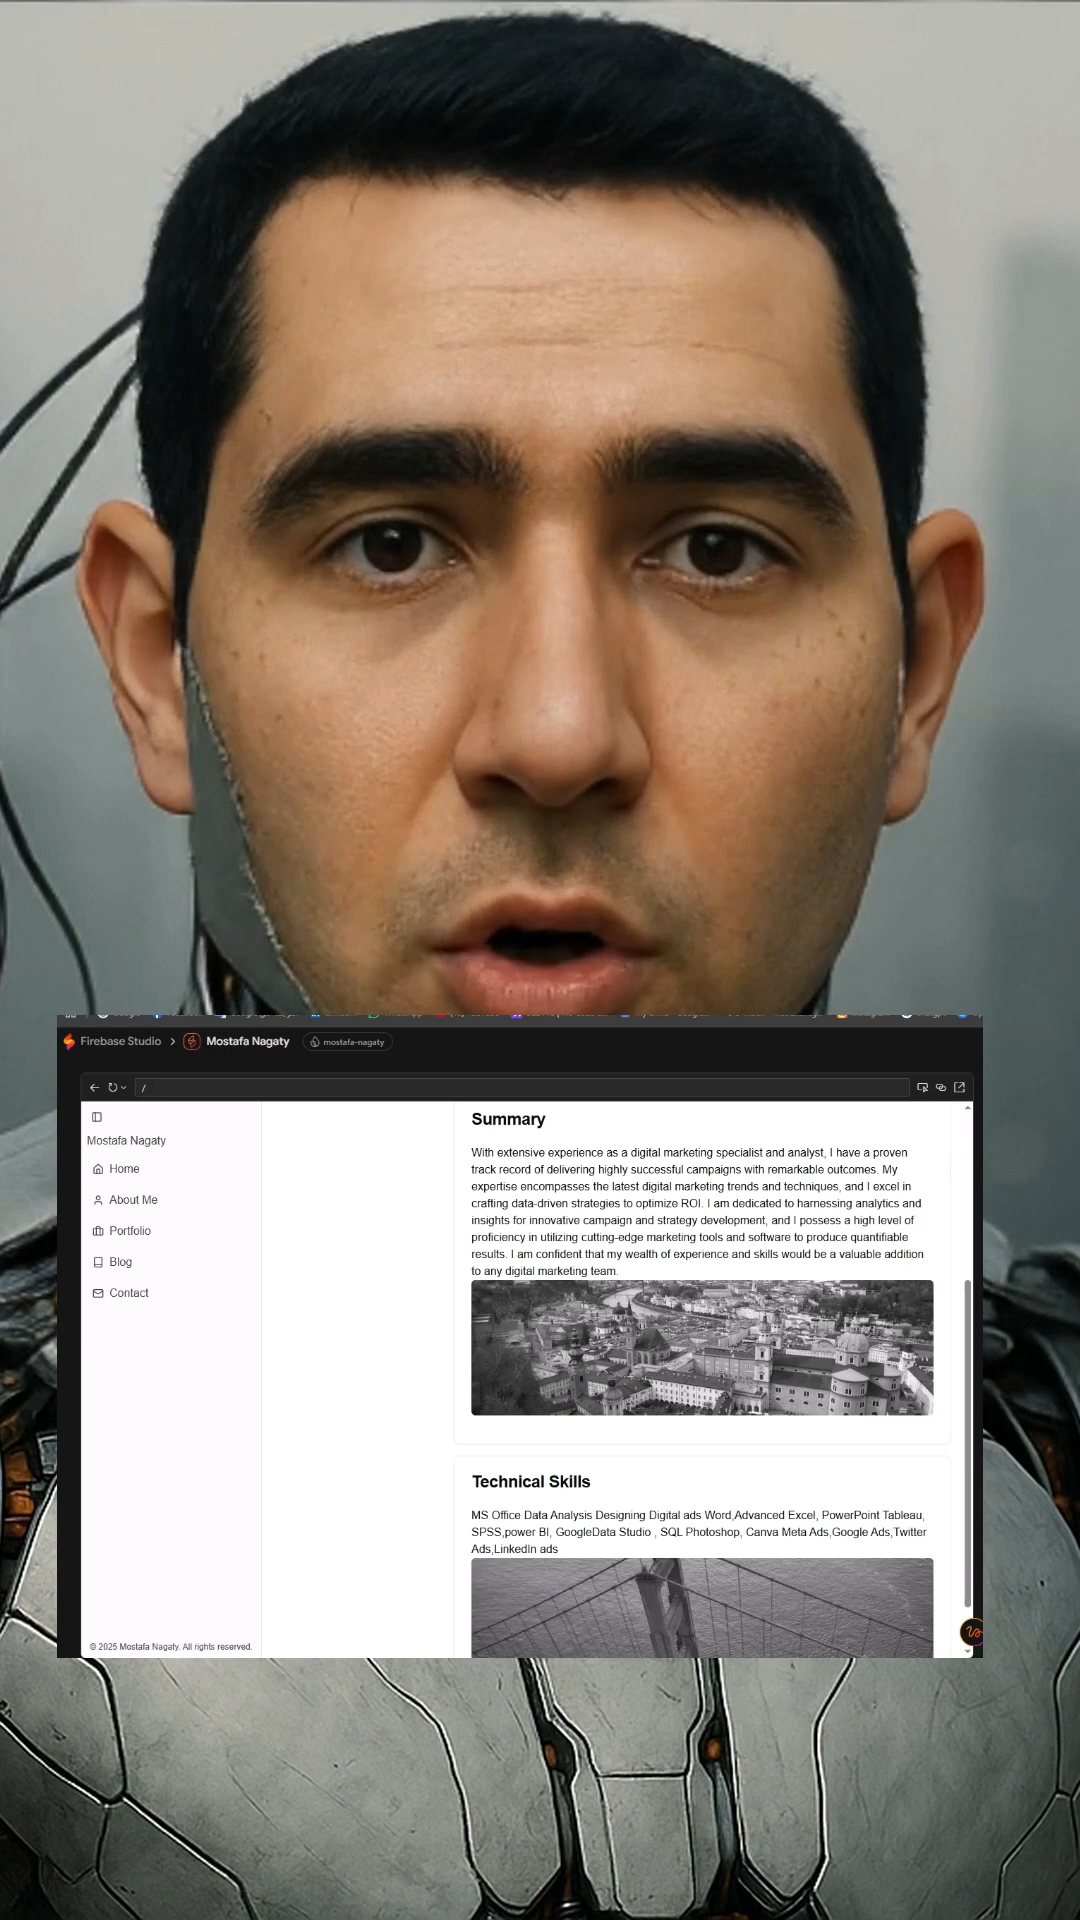 Firebase Studio > Mostafa Nagaty mostafa-nagaty
/
Mostafa Nagaty
Home
About Me
Portfolio
Blog
Contact
© 2025 Mostafa Nagaty. All rights reserved.
Summary
With extensive experience as a digital marketing specialist and analyst, I have a proven
track record of delivering highly successful campaigns with remarkable outcomes. My
expertise encompasses the latest digital marketing trends and techniques, and I excel in
crafting data-driven strategies to optimize ROI. I am dedicated to harnessing analytics and
insights for innovative campaign and strategy development, and I possess a high level of
proficiency in utilizing cutting-edge marketing tools and software to produce quantifiable
results. I am confident that my wealth of experience and skills would be a valuable addition
to any digital marketing team.
Technical Skills
MS Office Data Analysis Designing Digital ads Word,Advanced Excel, PowerPoint Tableau,
SPSS,power BI, GoogleData Studio , SQL Photoshop, Canva Meta Ads,Google Ads,Twitter
Ads,LinkedIn ads